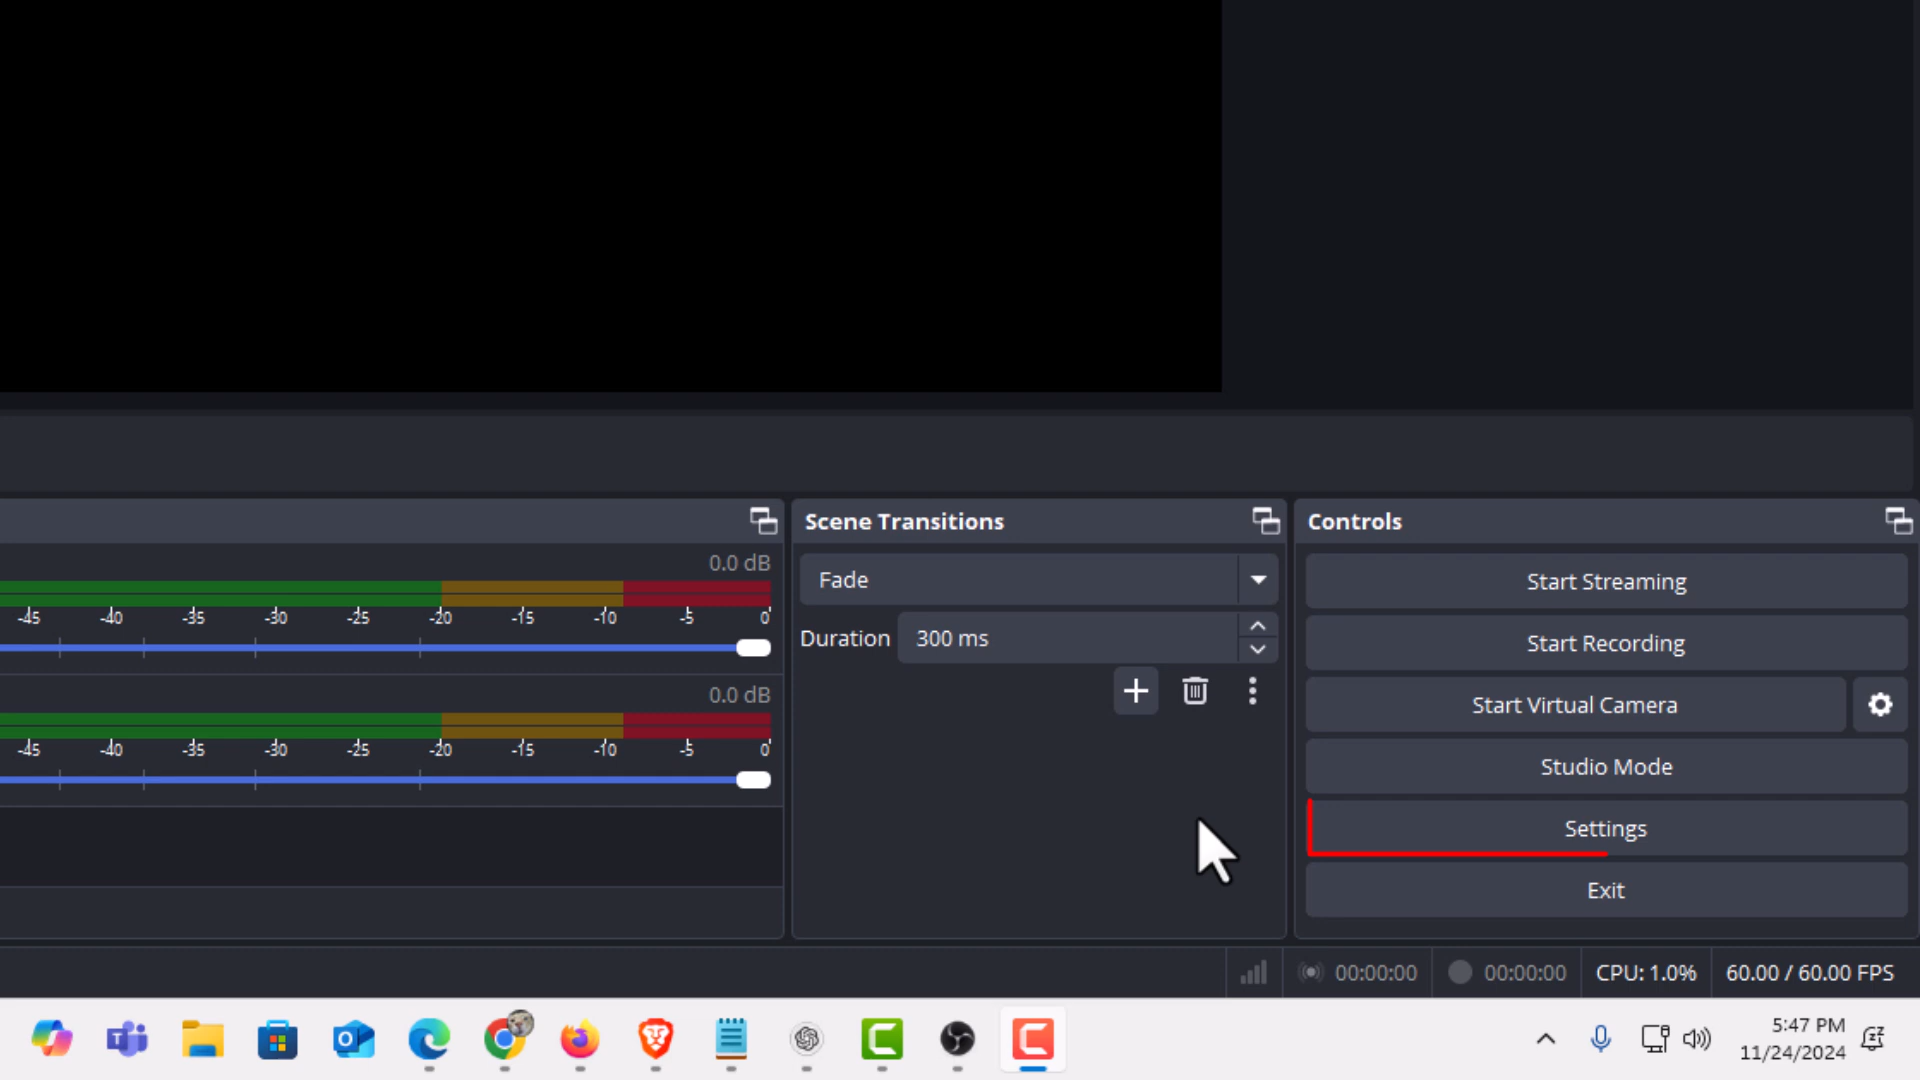 Scene Transitions
Controls
0.0 dB
-45 -40 -35 -30 -25 -20 -15 -10 -5 0
0.0 dB
-45 -40 -35 -30 -25 -20 -15 -10 -5 0
Fade
Duration 300 ms
Start Streaming
Start Recording
Start Virtual Camera
Studio Mode
Settings
Exit
00:00:00 00:00:00 CPU: 1.0% 60.00 / 60.00 FPS
5:47 PM
11/24/2024